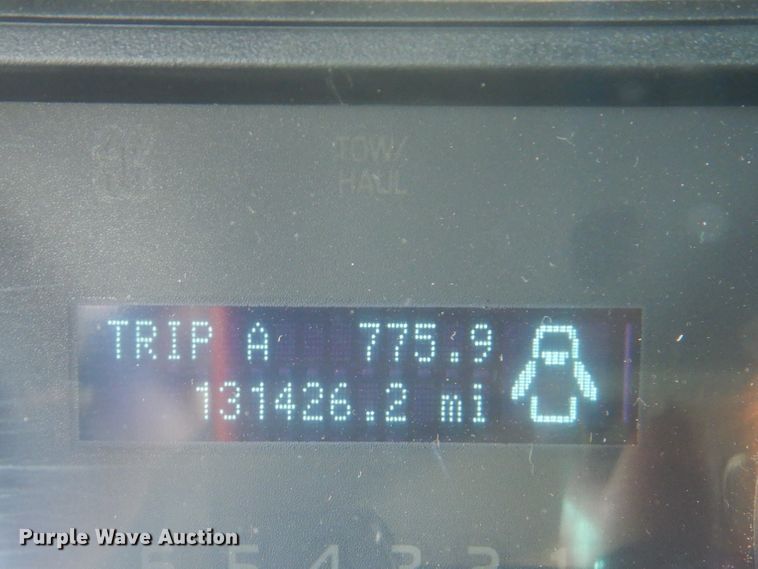 TOW/
HAUL
TRIP A 775.9
131426.2 mi
Purple Wave Auction